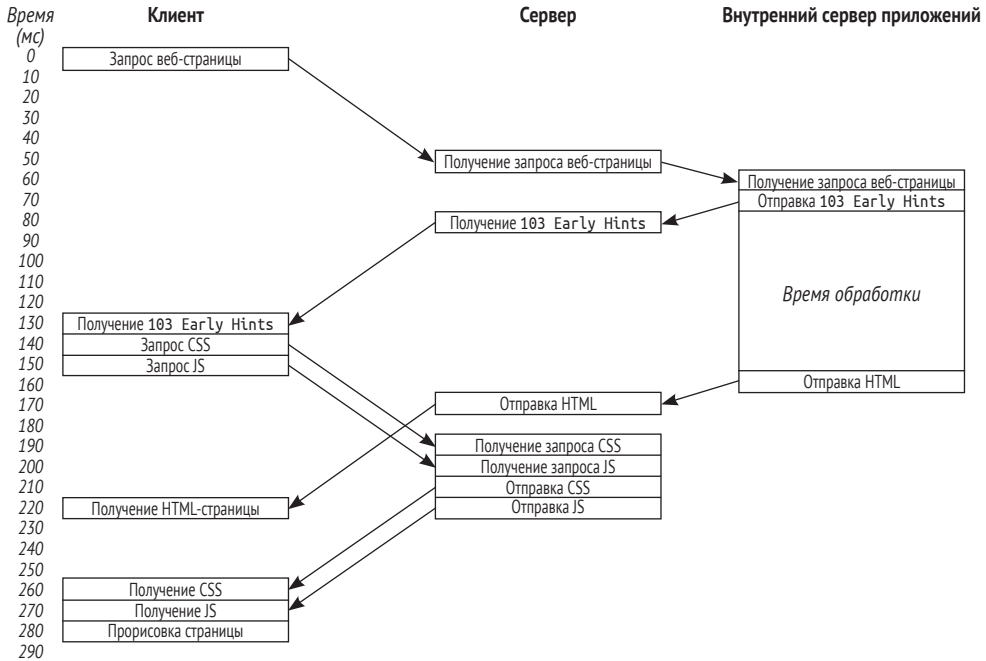 Время
(мс)
Клиент
Сервер
Внутренний сервер приложений
0
Запрос веб-страницы
10
20
30
40
50
Получение запроса веб-страницы
60
Получение запроса веб-страницы
70
Отправка 103 Early Hints
80
Получение 103 Early Hints
90
100
110
Время обработки
120
130
Получение 103 Early Hints
140
Запрос CSS
150
Запрос JS
160
Отправка HTML
170
Отправка HTML
180
190
Получение запроса CSS
200
Получение запроса JS
210
Отправка CSS
220
Получение HTML-страницы
Отправка JS
230
240
250
260
Получение CSS
270
Получение JS
280
Прорисовка страницы
290